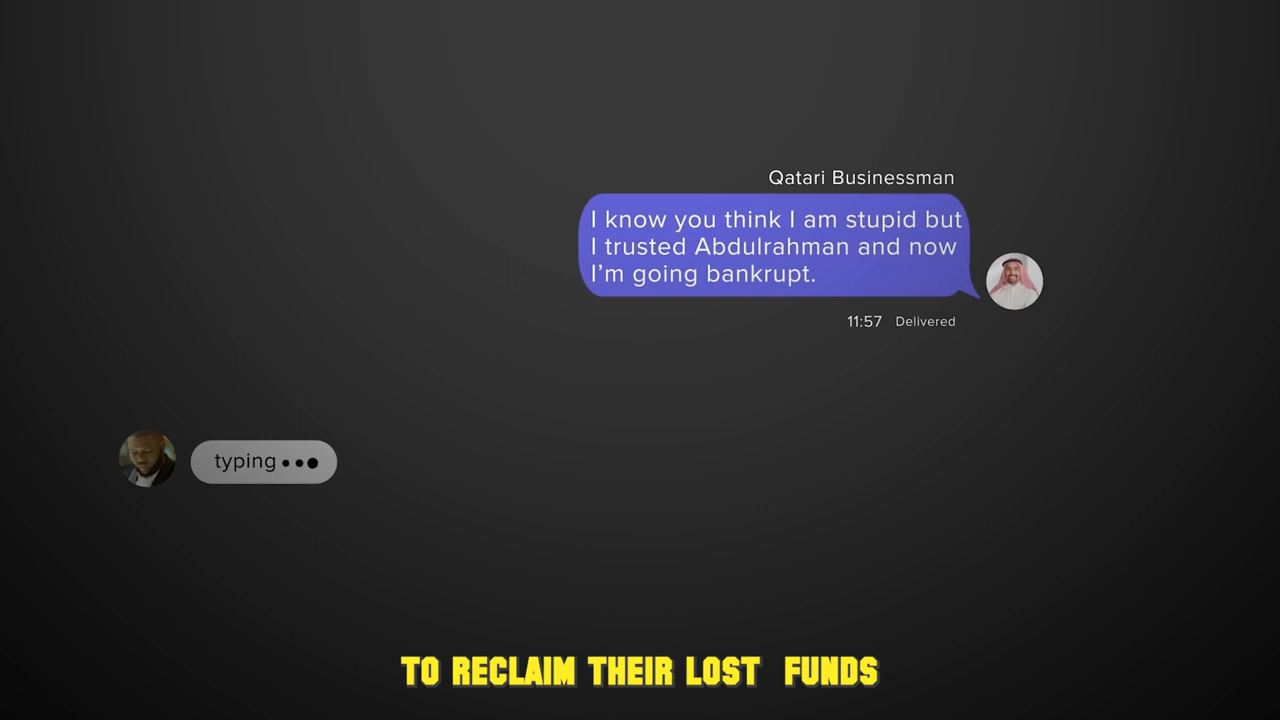 Qatari Businessman
I know you think I am stupid but
I trusted Abdulrahman and now
I’m going bankrupt.
11:57 Delivered
typing •••
TO RECLAIM THEIR LOST FUNDS